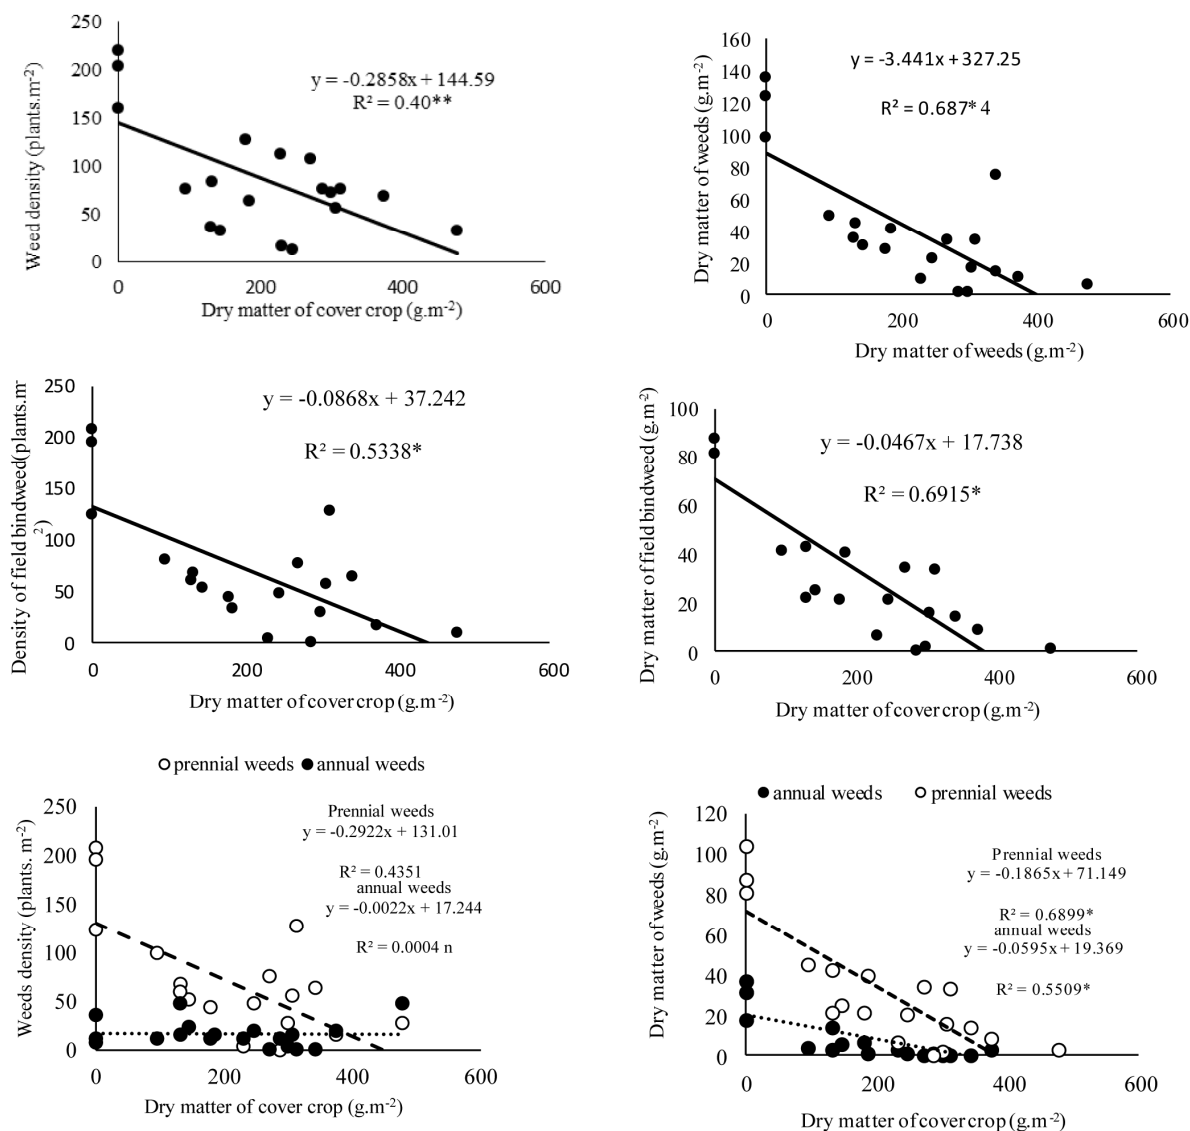 250
200
150
100
50
0
0 200 400 600
Weed density (plants.m-2)
y = -0.2858x + 144.59
R² = 0.40**
Dry matter of cover crop (g.m-2)
160
140
120
100
80
60
40
20
0
0 200 400 600
Dry matter of weeds (g.m-2)
y = -3.441x + 327.25
R² = 0.687* 4
Dry matter of weeds (g.m-2)
250
200
150
100
50
0
0 200 400 600
Density of field bindweed(plants.m-
2)
y = -0.0868x + 37.242
R² = 0.5338*
Dry matter of cover crop (g.m-2)
100
80
60
40
20
0
0 200 400 600
Dry matter of field bindweed (g.m-2)
y = -0.0467x + 17.738
R² = 0.6915*
Dry matter of cover crop (g.m-2)
prennial weeds annual weeds
250
200
150
100
50
0
0 200 400 600
Weeds density (plants. m-2)
Prennial weeds
y = -0.2922x + 131.01
R² = 0.4351
annual weeds
y = -0.0022x + 17.244
R² = 0.0004 n
Dry matter of cover crop (g.m-2)
annual weeds prennial weeds
120
100
80
60
40
20
0
0 200 400 600
Dry matter of weeds (g.m-2)
Prennial weeds
y = -0.1865x + 71.149
R² = 0.6899*
annual weeds
y = -0.0595x + 19.369
R² = 0.5509*
Dry matter of cover crop (g.m-2)